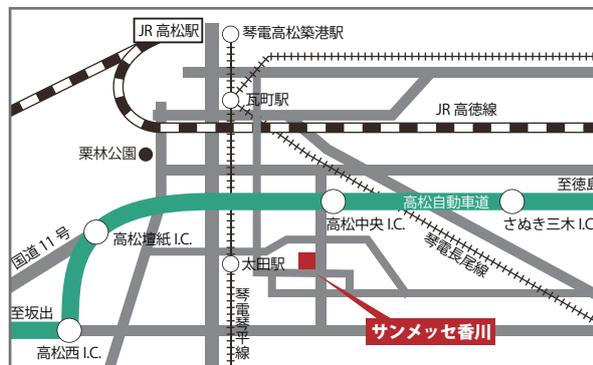 JR 高松駅
琴電高松築港駅
瓦町駅
JR 高徳線
栗林公園
至徳島
高松自動車道
高松中央 I.C.
さぬき三木 I.C.
国道 11 号
高松壇紙 I.C.
琴電長尾線
太田駅
琴電琴平線
至坂出
サンメッセ香川
高松西 I.C.